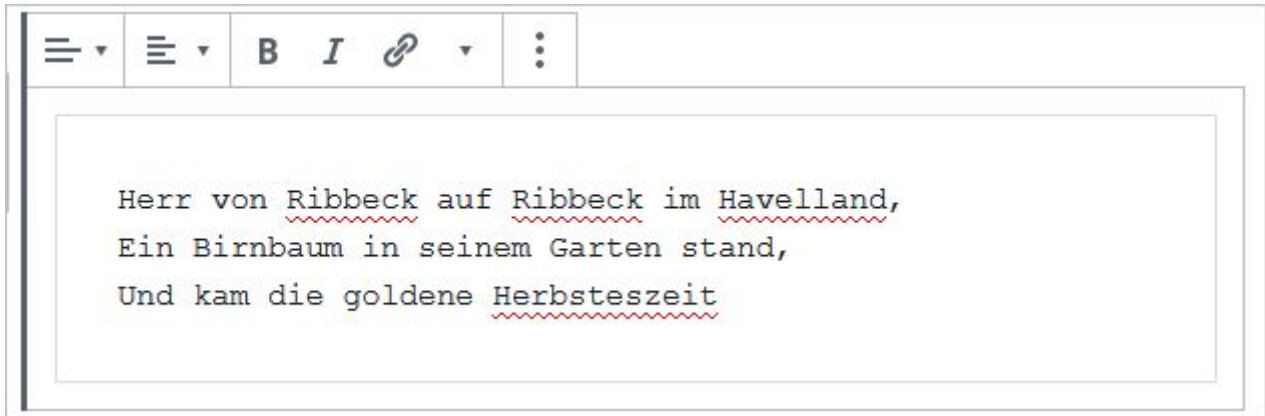 B I
Herr von Ribbeck auf Ribbeck im Havelland,
Ein Birnbaum in seinem Garten stand,
Und kam die goldene Herbsteszeit